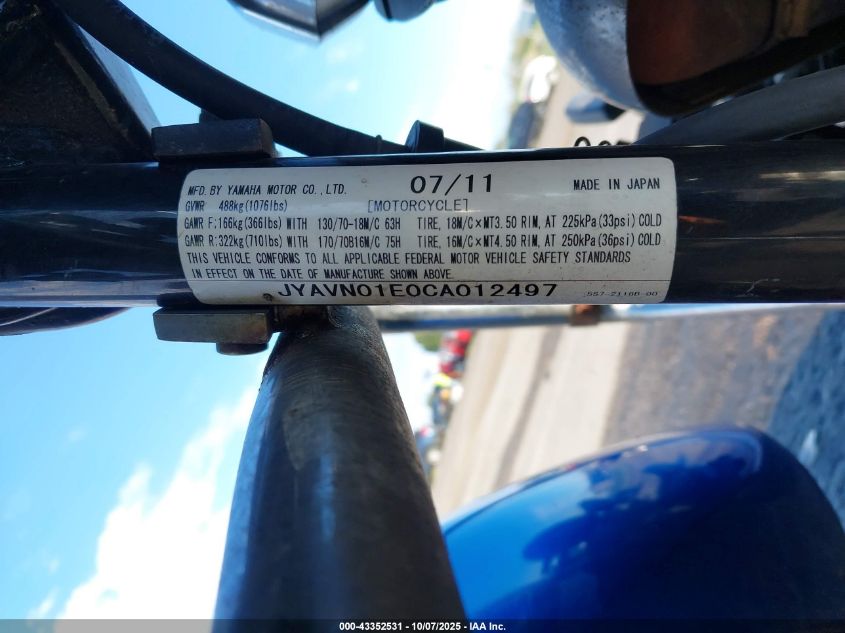 MFD. BY YAMAHA MOTOR CO., LTD. 07/11 MADE IN JAPAN
GVWR 488kg(1076lbs) [MOTORCYCLE]
GAWR F:166kg(366lbs) WITH 130/70-18M/C 63H TIRE, 18M/C×MT3.50 RIM, AT 225kPa(33psi) COLD
GAWR R:322kg(710lbs) WITH 170/70B16M/C 75H TIRE, 16M/C×MT4.50 RIM, AT 250kPa(36psi) COLD
THIS VEHICLE CONFORMS TO ALL APPLICABLE FEDERAL MOTOR VEHICLE SAFETY STANDARDS
IN EFFECT ON THE DATE OF MANUFACTURE SHOWN ABOVE.
JYAVN01E0CA012497
000-43352531 - 10/07/2025 - IAA Inc.